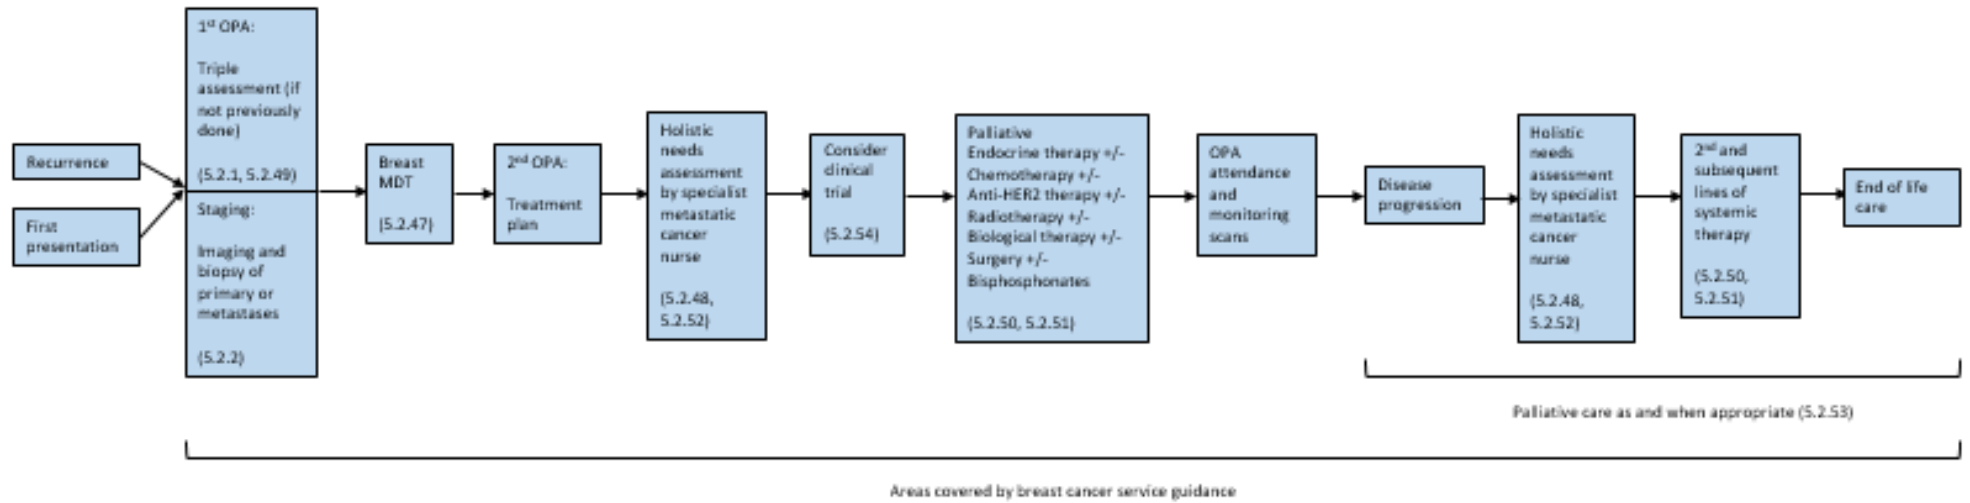 Recurrence
First
presentation
1st OPA:
Triple
assessment (if
not previously
done)
(5.2.1, 5.2.49)
Staging:
Imaging and
biopsy of
primary or
metastases
(5.2.2)
Breast
MDT
(5.2.47)
2nd OPA:
Treatment
plan
Holistic
needs
assessment
by specialist
metastatic
cancer
nurse
(5.2.48,
5.2.52)
Consider
clinical
trial
(5.2.54)
Palliative
Endocrine therapy +/-
Chemotherapy +/-
Anti-HER2 therapy +/-
Radiotherapy +/-
Biological therapy +/-
Surgery +/-
Bisphosphonates
(5.2.50, 5.2.51)
OPA
attendance
and
monitoring
scans
Disease
progression
Holistic
needs
assessment
by specialist
metastatic
cancer
nurse
(5.2.48,
5.2.52)
2nd and
subsequent
lines of
systemic
therapy
(5.2.50,
5.2.51)
End of life
care
Palliative care as and when appropriate (5.2.53)
Areas covered by breast cancer service guidance